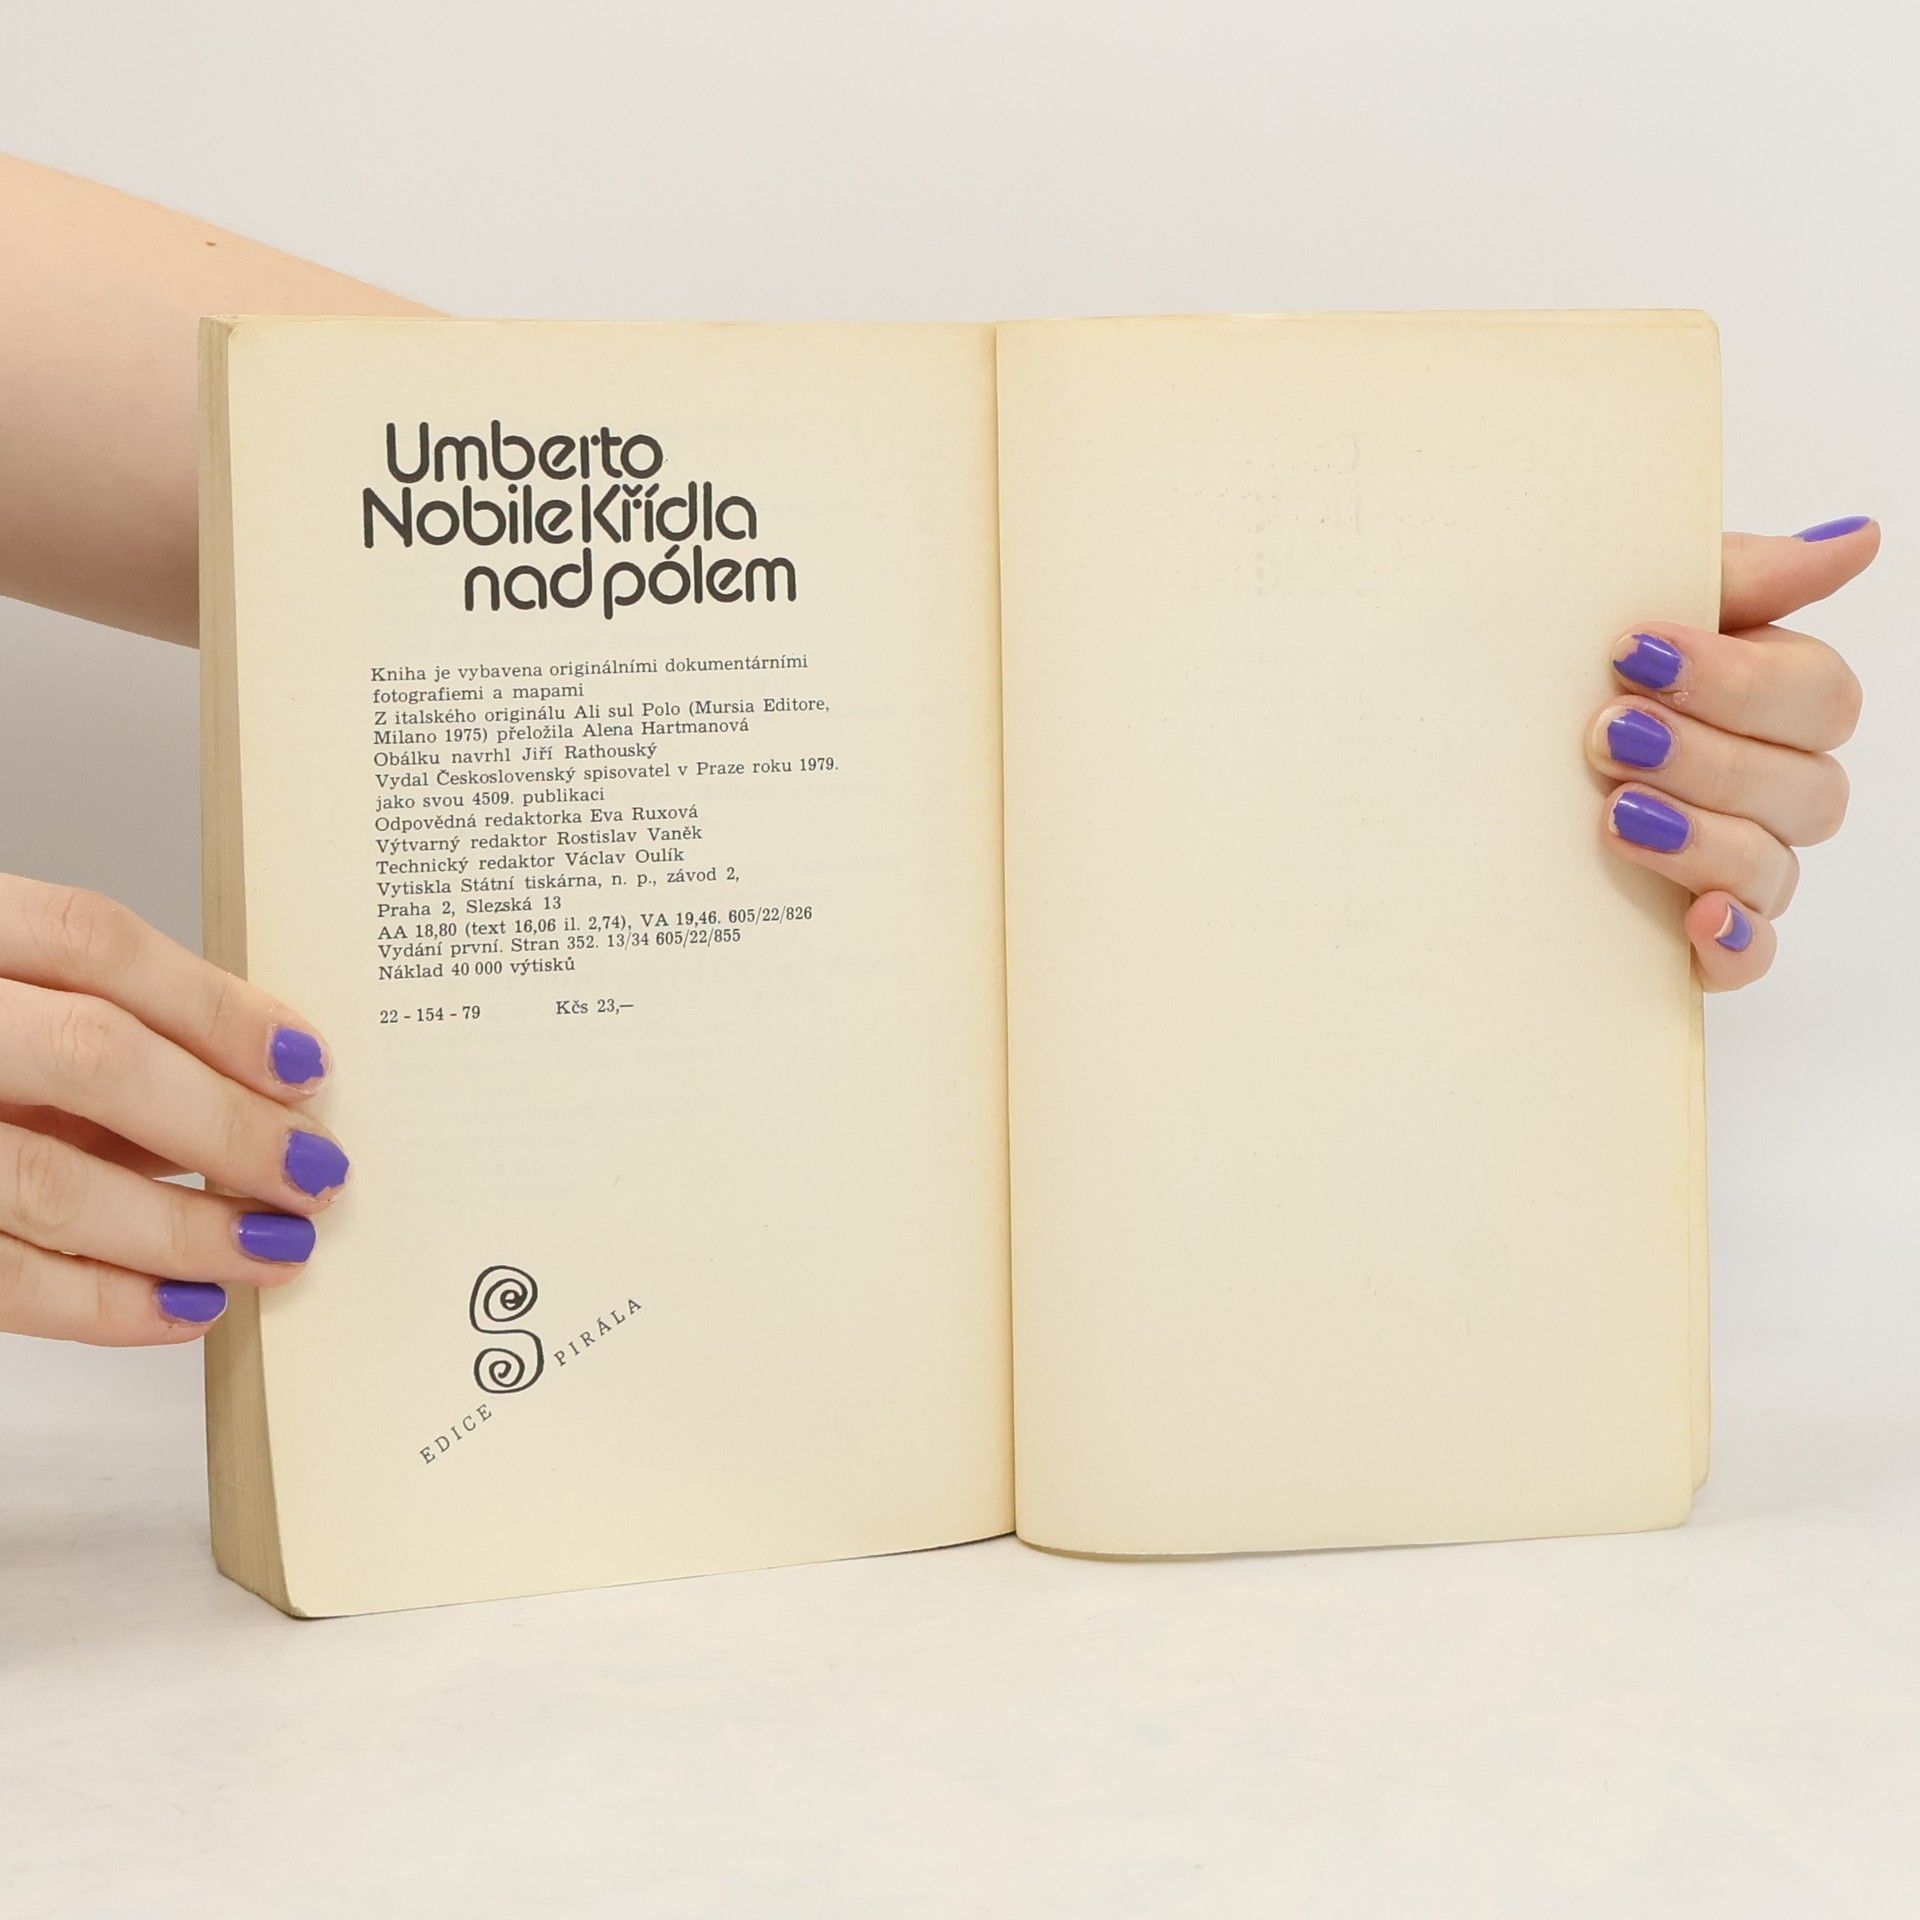 Umberto
Nobile Křídla
nad pólem
Kniha je vybavena originálními dokumentárními
fotografiemi a mapami
Z italského originálu Ali sul Polo (Mursia Editore,
Milano 1975) přeložila Alena Hartmanová
Obálku navrhl Jiří Rathouský
Vydal Československý spisovatel v Praze roku 1979.
jako svou 4509. publikaci
Odpovědná redaktorka Eva Ruxová
Výtvarný redaktor Rostislav Vaněk
Technický redaktor Václav Oulík
Vytiskla Státní tiskárna, n. p., závod 2,
Praha 2, Slezská 13
AA 18,80 (text 16,06 il. 2,74), VA 19,46. 605/22/826
Vydání první. Stran 352. 13/34 605/22/855
Náklad 40 000 výtisků
22 - 154 - 79 Kčs 23,—
EDICE SPIRÁLA